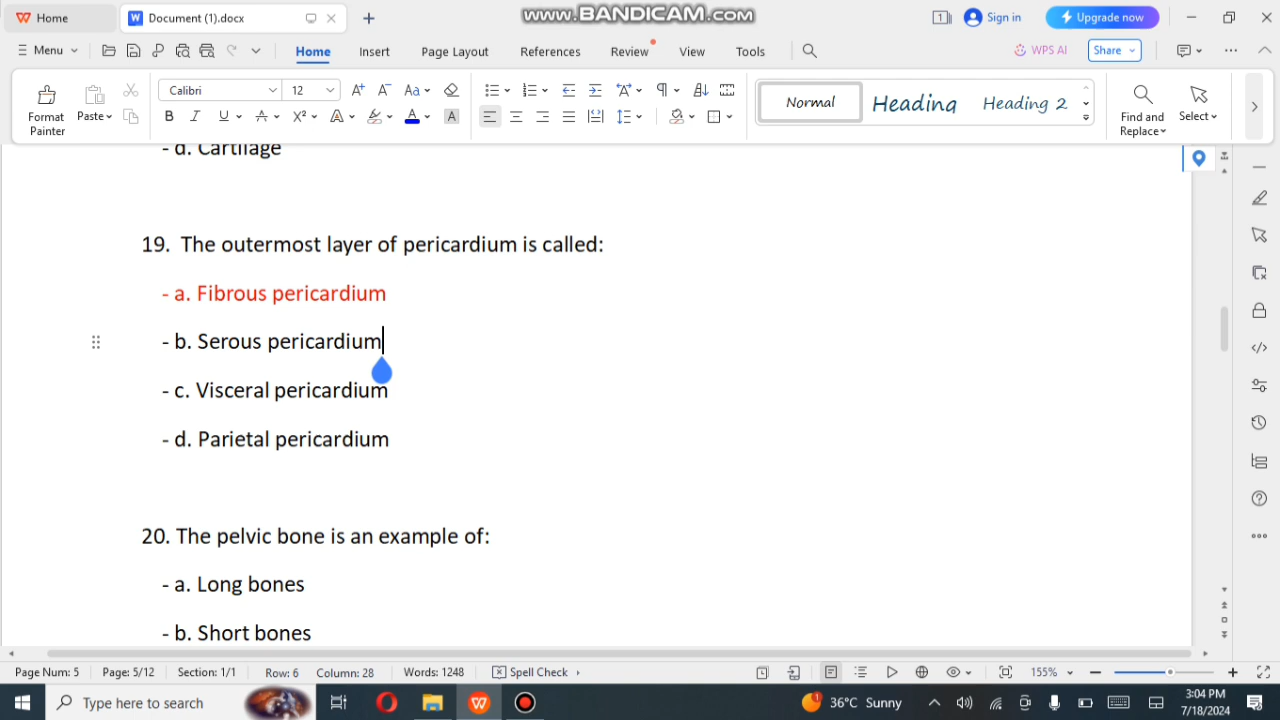 Home
Document (1).docx
www.BANDICAM.com
Sign in
Upgrade now
Menu
Home
Insert
Page Layout
References
Review
View
Tools
WPS AI
Share
Format Painter
Paste
Calibri
12
Normal
Heading
Heading 2
Find and Replace
Select
- d. Cartilage
19. The outermost layer of pericardium is called:
- a. Fibrous pericardium
- b. Serous pericardium
- c. Visceral pericardium
- d. Parietal pericardium
20. The pelvic bone is an example of:
- a. Long bones
- b. Short bones
Page Num: 5
Page: 5/12
Section: 1/1
Row: 6
Column: 28
Words: 1248
Spell Check
155%
Type here to search
36°C Sunny
3:04 PM
7/18/2024